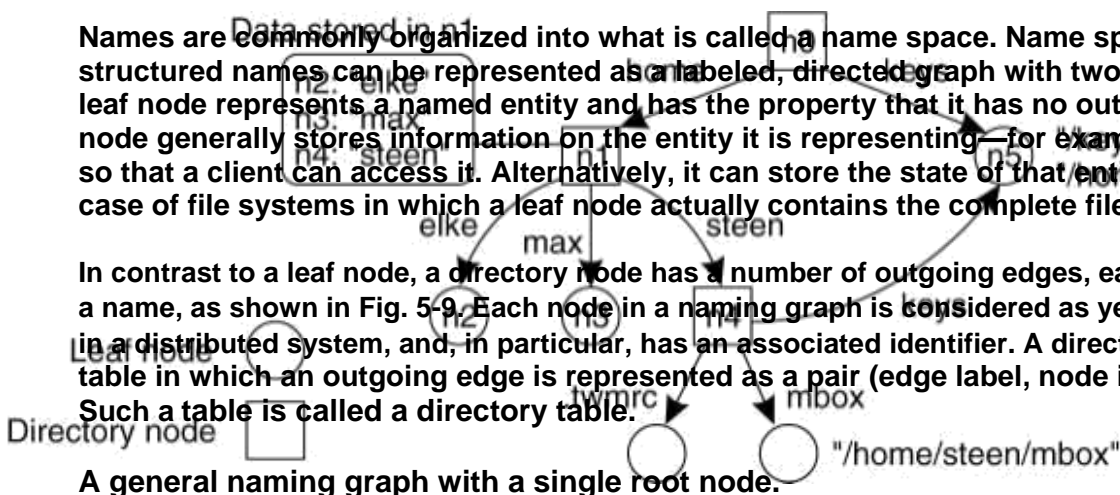 Names are commonly organized into what is called a name space. Name sp
structured names can be represented as a labeled, directed graph with two
leaf node represents a named entity and has the property that it has no out
node generally stores information on the entity it is representing—for exam
so that a client can access it. Alternatively, it can store the state of that ent
case of file systems in which a leaf node actually contains the complete file
In contrast to a leaf node, a directory node has a number of outgoing edges, ea
a name, as shown in Fig. 5-9. Each node in a naming graph is considered as ye
in a distributed system, and, in particular, has an associated identifier. A direct
table in which an outgoing edge is represented as a pair (edge label, node i
Such a table is called a directory table.
A general naming graph with a single root node.
Data stored in n1
n2: "elke"
n3: "max"
n4: "steen"
n0
home
keys
n1
n5
elke
max
steen
n2
n3
n4
keys
Leaf node
twmrc
mbox
Directory node
"/home/steen/mbox"